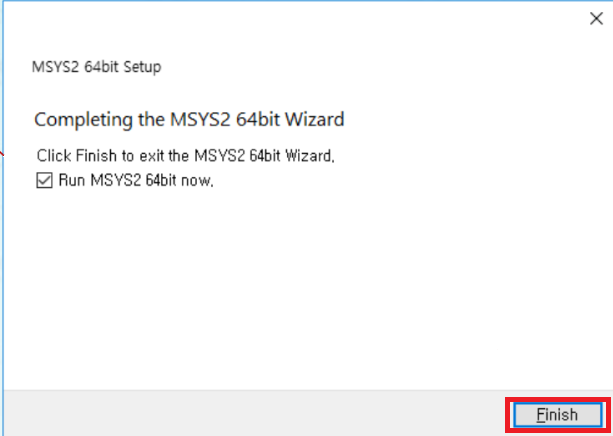 MSYS2 64bit Setup
Completing the MSYS2 64bit Wizard
Click Finish to exit the MSYS2 64bit Wizard.
Run MSYS2 64bit now.
Finish